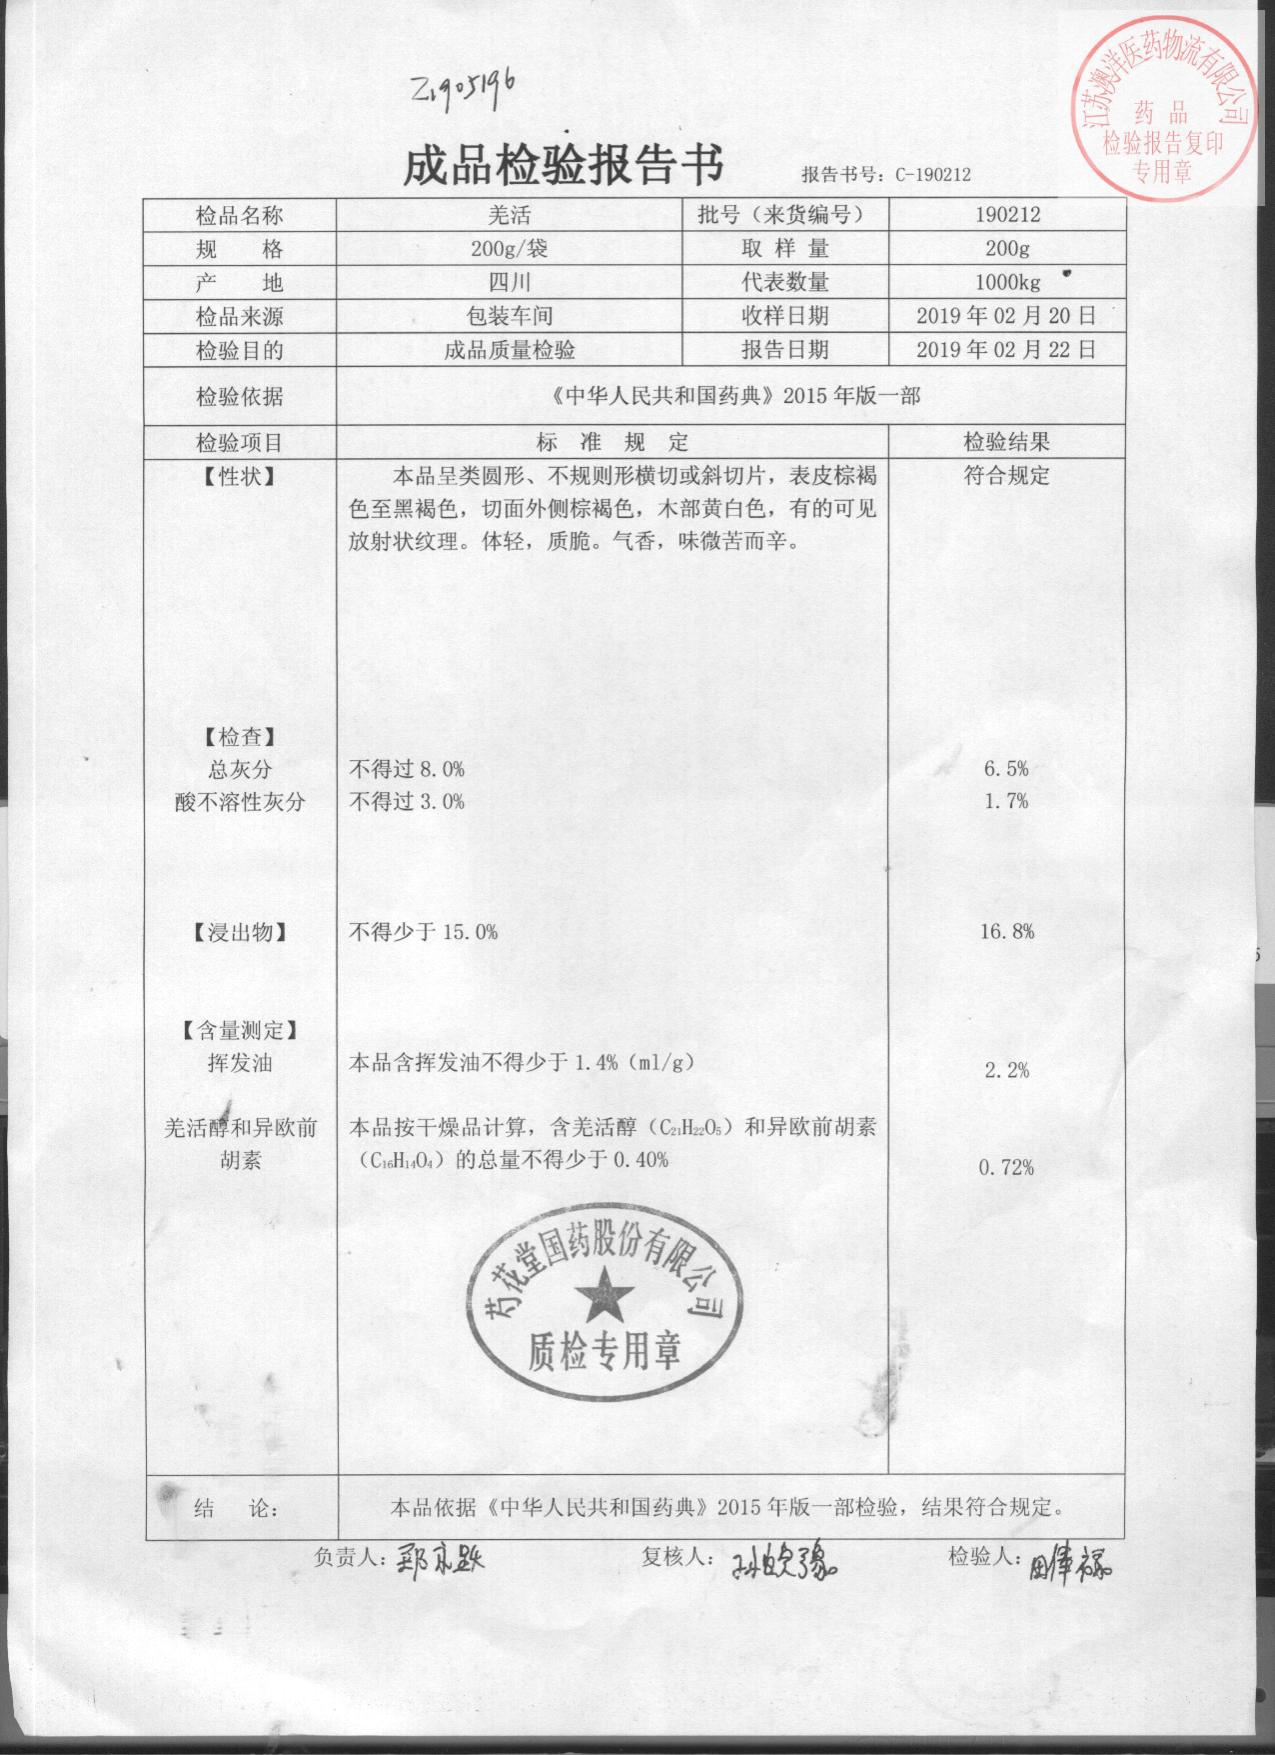 Z1905196
江苏澳洋医药物流有限公司
药品
检验报告复印
专用章
成品检验报告书
报告书号：C-190212
检品名称 羌活 批号（来货编号） 190212
规 格 200g/袋 取 样 量 200g
产 地 四川 代表数量 1000kg
检品来源 包装车间 收样日期 2019年02月20日
检验目的 成品质量检验 报告日期 2019年02月22日
检验依据 《中华人民共和国药典》2015年版一部
检验项目 标 准 规 定 检验结果
【性状】 本品呈类圆形、不规则形横切或斜切片，表皮棕褐 符合规定
色至黑褐色，切面外侧棕褐色，木部黄白色，有的可见
放射状纹理。体轻，质脆。气香，味微苦而辛。
【检查】
总灰分 不得过8.0% 6.5%
酸不溶性灰分 不得过3.0% 1.7%
【浸出物】 不得少于15.0% 16.8%
【含量测定】
挥发油 本品含挥发油不得少于1.4%（ml/g） 2.2%
羌活醇和异欧前 本品按干燥品计算，含羌活醇（C₂₁H₂₂O₅）和异欧前胡素
胡素 （C₁₆H₁₄O₄）的总量不得少于0.40% 0.72%
芍花堂国药股份有限公司
质检专用章
结 论： 本品依据《中华人民共和国药典》2015年版一部检验，结果符合规定。
负责人： 复核人： 检验人：